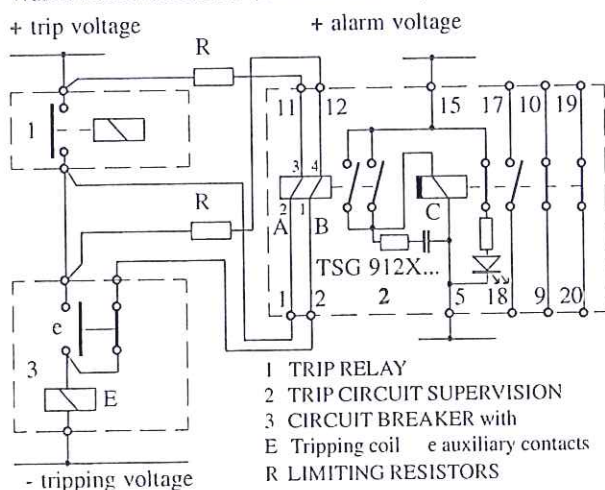 + trip voltage
+ alarm voltage
R
11
12
15
17
10
19
1
3
4
2
1
A
B
C
R
TSG 912X...
e
1
2
2
5
18
9
20
3
E
1 TRIP RELAY
2 TRIP CIRCUIT SUPERVISION
3 CIRCUIT BREAKER with
E Tripping coil e auxiliary contacts
R LIMITING RESISTORS
- tripping voltage